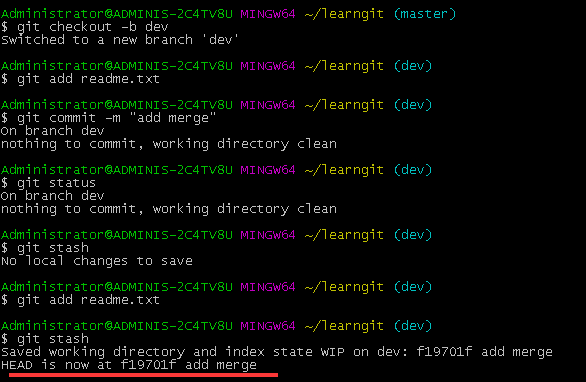 Administrator@ADMINIS-2C4TV8U MINGW64 ~/learngit (master)
$ git checkout -b dev
Switched to a new branch 'dev'
Administrator@ADMINIS-2C4TV8U MINGW64 ~/learngit (dev)
$ git add readme.txt
Administrator@ADMINIS-2C4TV8U MINGW64 ~/learngit (dev)
$ git commit -m "add merge"
On branch dev
nothing to commit, working directory clean
Administrator@ADMINIS-2C4TV8U MINGW64 ~/learngit (dev)
$ git status
On branch dev
nothing to commit, working directory clean
Administrator@ADMINIS-2C4TV8U MINGW64 ~/learngit (dev)
$ git stash
No local changes to save
Administrator@ADMINIS-2C4TV8U MINGW64 ~/learngit (dev)
$ git add readme.txt
Administrator@ADMINIS-2C4TV8U MINGW64 ~/learngit (dev)
$ git stash
Saved working directory and index state WIP on dev: f19701f add merge
HEAD is now at f19701f add merge